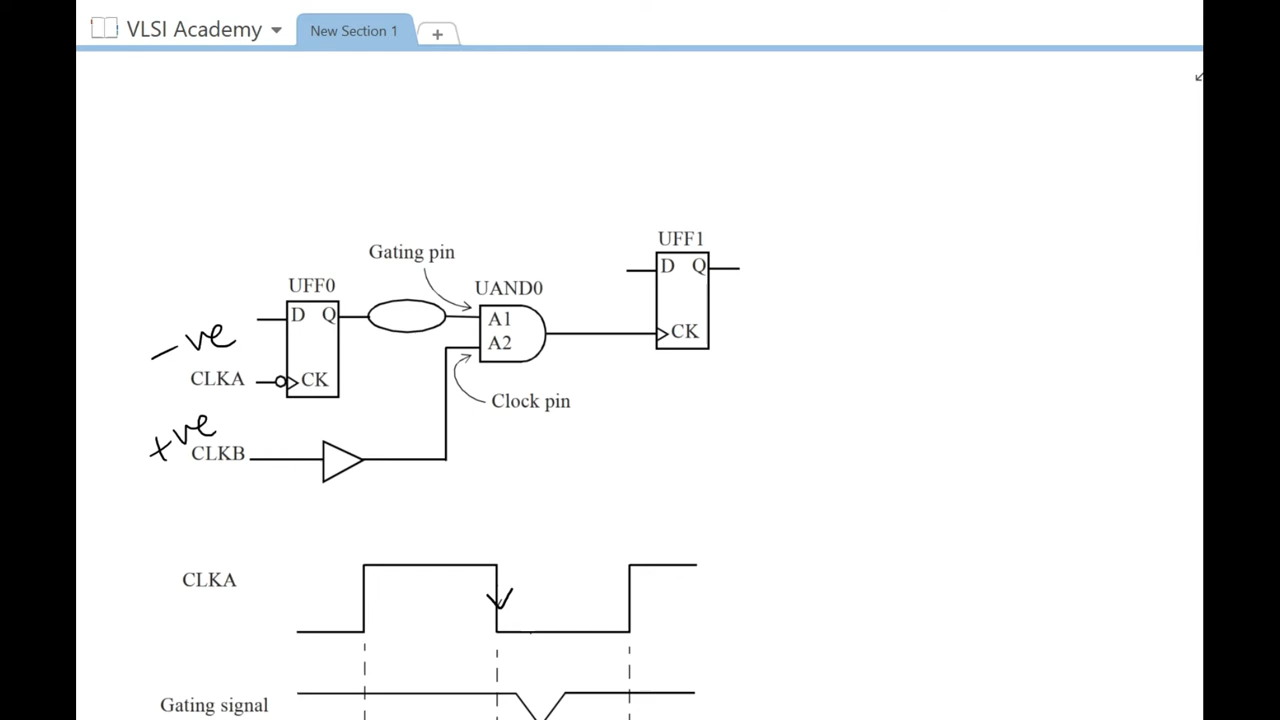 VLSI Academy
New Section 1
+
UFF1
Gating pin
D Q
UFF0
UAND0
D Q
A1
CK
-ve
A2
CLKA
CK
Clock pin
+ve
CLKB
CLKA
Gating signal